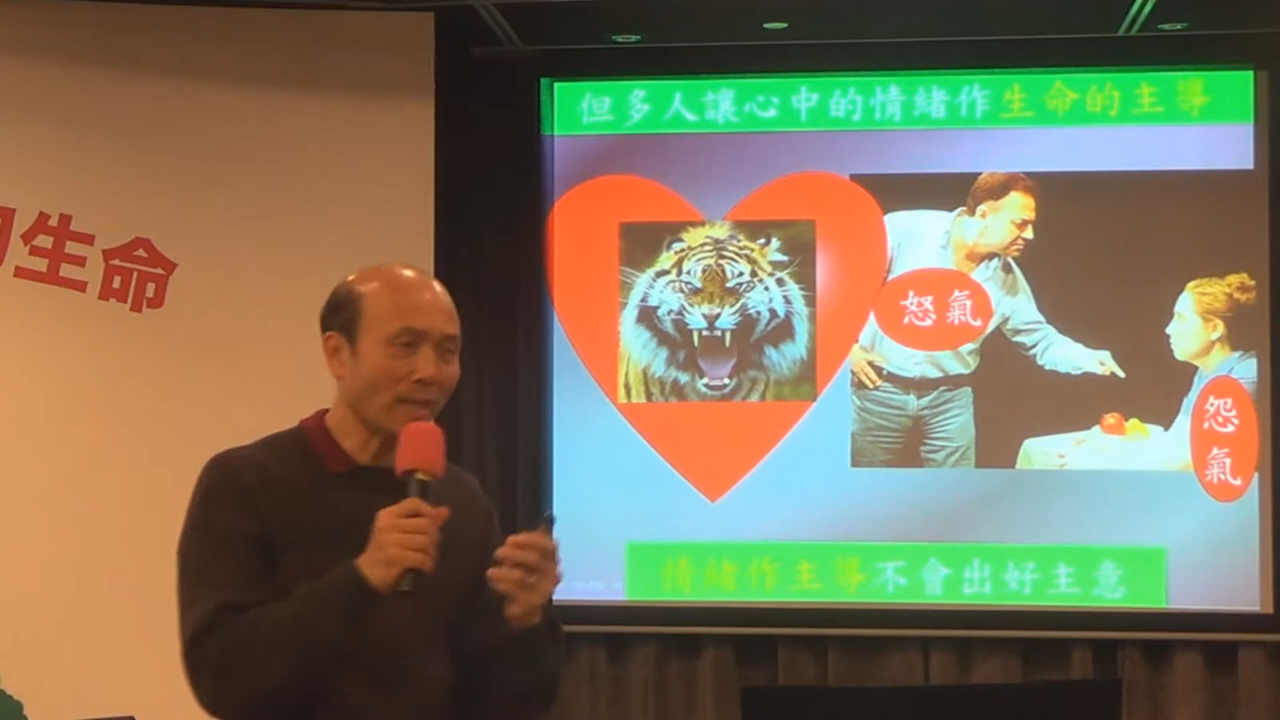 但多人讓心中的情緒作生命的主導
生命
怒氣
怨
氣
情緒作主導不會出好主意